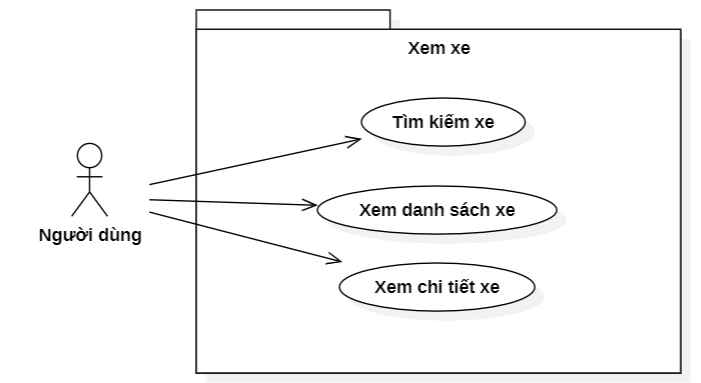 Xem xe
Tìm kiếm xe
Xem danh sách xe
Người dùng
Xem chi tiết xe